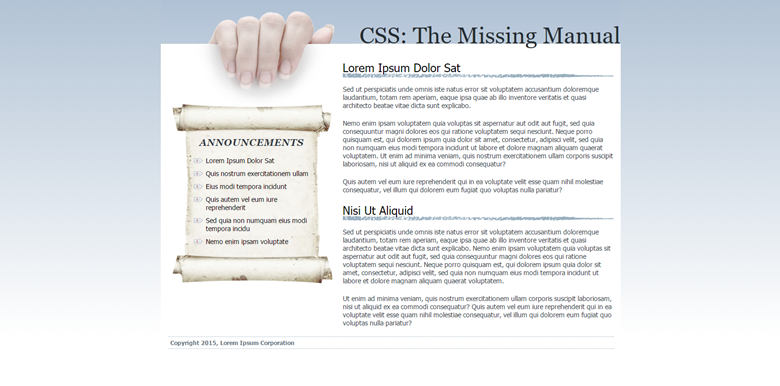 CSS: The Missing Manual
Lorem Ipsum Dolor Sat
Sed ut perspiciatis unde omnis iste natus error sit voluptatem accusantium doloremque
laudantium, totam rem aperiam, eaque ipsa quae ab illo inventore veritatis et quasi
architecto beatae vitae dicta sunt explicabo.
Nemo enim ipsam voluptatem quia voluptas sit aspernatur aut odit aut fugit, sed quia
consequuntur magni dolores eos qui ratione voluptatem sequi nesciunt. Neque porro
quisquam est, qui dolorem ipsum quia dolor sit amet, consectetur, adipisci velit, sed quia
non numquam eius modi tempora incidunt ut labore et dolore magnam aliquam quaerat
voluptatem. Ut enim ad minima veniam, quis nostrum exercitationem ullam corporis suscipit
laboriosam, nisi ut aliquid ex ea commodi consequatur?
Quis autem vel eum iure reprehenderit qui in ea voluptate velit esse quam nihil molestiae
consequatur, vel illum qui dolorem eum fugiat quo voluptas nulla pariatur?
Nisi Ut Aliquid
Sed ut perspiciatis unde omnis iste natus error sit voluptatem accusantium doloremque
laudantium, totam rem aperiam, eaque ipsa quae ab illo inventore veritatis et quasi architecto
beatae vitae dicta sunt explicabo. Nemo enim ipsam voluptatem quia voluptas sit
aspernatur aut odit aut fugit, sed quia consequuntur magni dolores eos qui ratione
voluptatem sequi nesciunt. Neque porro quisquam est, qui dolorem ipsum quia dolor sit
amet, consectetur, adipisci velit, sed quia non numquam eius modi tempora incidunt ut
labore et dolore magnam aliquam quaerat voluptatem.
Ut enim ad minima veniam, quis nostrum exercitationem ullam corporis suscipit laboriosam,
nisi ut aliquid ex ea commodi consequatur? Quis autem vel eum iure reprehenderit qui in ea
voluptate velit esse quam nihil molestiae consequatur, vel illum qui dolorem eum fugiat quo
voluptas nulla pariatur?
ANNOUNCEMENTS
Lorem Ipsum Dolor Sat
Quis nostrum exercitationem ullam
Eius modi tempora incidunt
Quis autem vel eum iure
reprehenderit
Sed quia non numquam eius modi
tempora incidu
Nemo enim ipsam voluptate
Copyright 2015, Lorem Ipsum Corporation